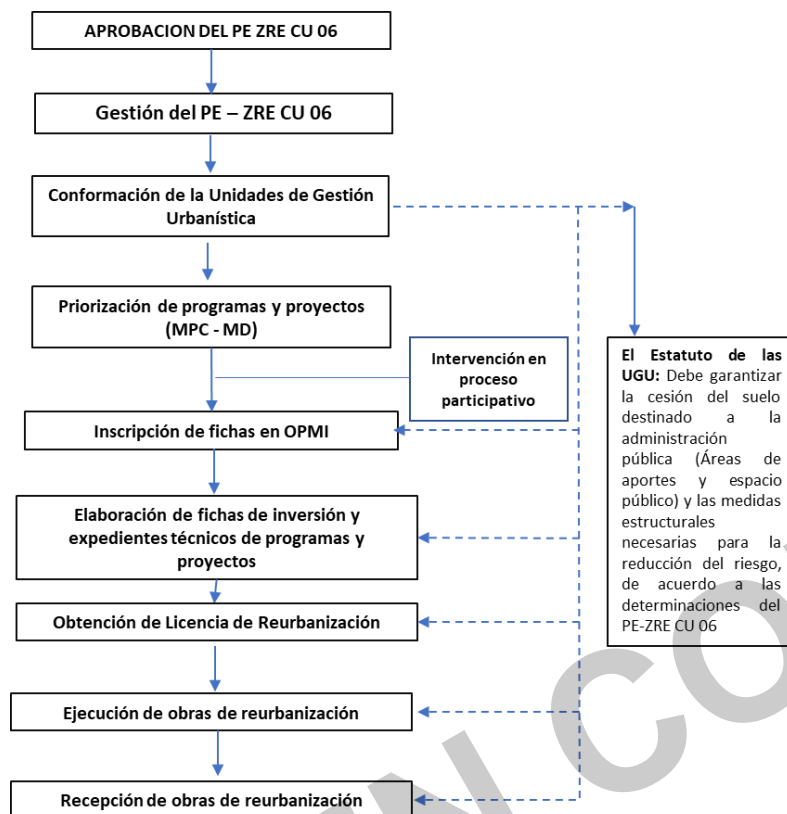 APROBACION DEL PE ZRE CU 06
Gestión del PE – ZRE CU 06
Conformación de la Unidades de Gestión
Urbanística
Priorización de programas y proyectos
(MPC - MD)
Intervención en
proceso
participativo
Inscripción de fichas en OPMI
Elaboración de fichas de inversión y
expedientes técnicos de programas y
proyectos
Obtención de Licencia de Reurbanización
Ejecución de obras de reurbanización
Recepción de obras de reurbanización
El Estatuto de las
UGU: Debe garantizar
la cesión del suelo
destinado a la
administración
pública (Áreas de
aportes y espacio
público) y las medidas
estructurales
necesarias para la
reducción del riesgo,
de acuerdo a las
determinaciones del
PE-ZRE CU 06